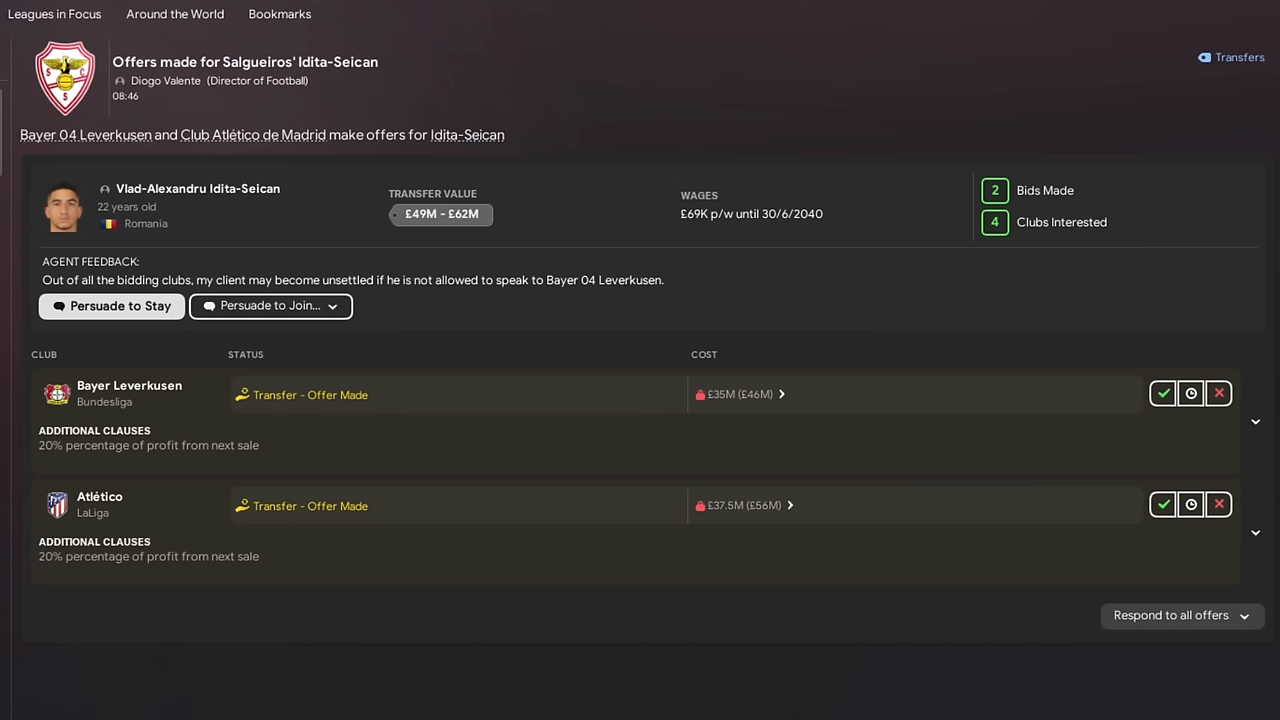 Leagues in Focus Around the World Bookmarks
Offers made for Salgueiros' Idita-Seican
Transfers
Diogo Valente (Director of Football)
08:46
S C
S
Bayer 04 Leverkusen and Club Atlético de Madrid make offers for Idita-Seican
Vlad-Alexandru Idita-Seican
22 years old
Romania
TRANSFER VALUE
£49M - £62M
WAGES
£69K p/w until 30/6/2040
2 Bids Made
4 Clubs Interested
AGENT FEEDBACK:
Out of all the bidding clubs, my client may become unsettled if he is not allowed to speak to Bayer 04 Leverkusen.
Persuade to Stay Persuade to Join...
CLUB STATUS COST
Bayer Leverkusen
Bundesliga
Transfer - Offer Made
£35M (£46M)
ADDITIONAL CLAUSES
20% percentage of profit from next sale
Atlético
LaLiga
Transfer - Offer Made
£37.5M (£56M)
ADDITIONAL CLAUSES
20% percentage of profit from next sale
Respond to all offers